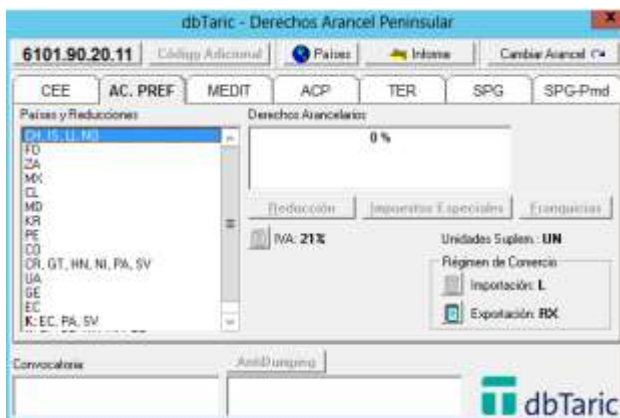 dbTaric - Derechos Arancel Peninsular
x
6101.90.20.11 Código Adicional Países Informe Cambiar Arancel
CEE AC. PREF MEDIT ACP TER SPG SPG-Pmd
Países y Reducciones Derechos Arancelarios
CH, IS, LI, NO
0 %
FO
ZA
MX
CL
MD
KR
PE
CO
CR, GT, HN, NI, PA, SV
UA
GE
EC
K: EC, PA, SV
Reducción Impuestos Especiales Franquicias
IVA: 21% Unidades Suplem.: UN
Régimen de Comercio
Importación: L
Exportación: RX
Convocatoria AntiDumping
dbTaric